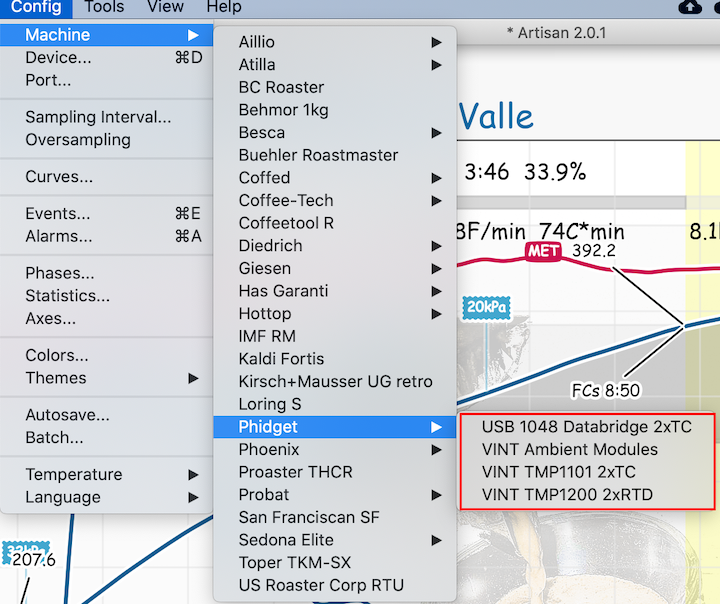 Config Tools View Help
Machine
Device... ⌘D
Port...
Sampling Interval...
Oversampling
Curves...
Events... ⌘E
Alarms... ⌘A
Phases...
Statistics...
Axes...
Colors...
Themes
Autosave...
Batch...
Temperature
Language
Aillio
Atilla
BC Roaster
Behmor 1kg
Besca
Buehler Roastmaster
Coffed
Coffee-Tech
Coffeetool R
Diedrich
Giesen
Has Garanti
Hottop
IMF RM
Kaldi Fortis
Kirsch+Mausser UG retro
Loring S
Phidget
Phoenix
Proaster THCR
Probat
San Franciscan SF
Sedona Elite
Toper TKM-SX
US Roaster Corp RTU
USB 1048 Databridge 2xTC
VINT Ambient Modules
VINT TMP1101 2xTC
VINT TMP1200 2xRTD
* Artisan 2.0.1
Valle
3:46 33.9%
8F/min 74C*min
MET
392.2
20kPa
FCs 8:50
207.6